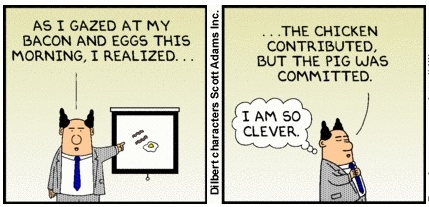 AS I GAZED AT MY
BACON AND EGGS THIS
MORNING, I REALIZED...
Dilbert characters Scott Adams Inc.
...THE CHICKEN
CONTRIBUTED,
BUT THE PIG WAS
COMMITTED.
I AM SO
CLEVER.